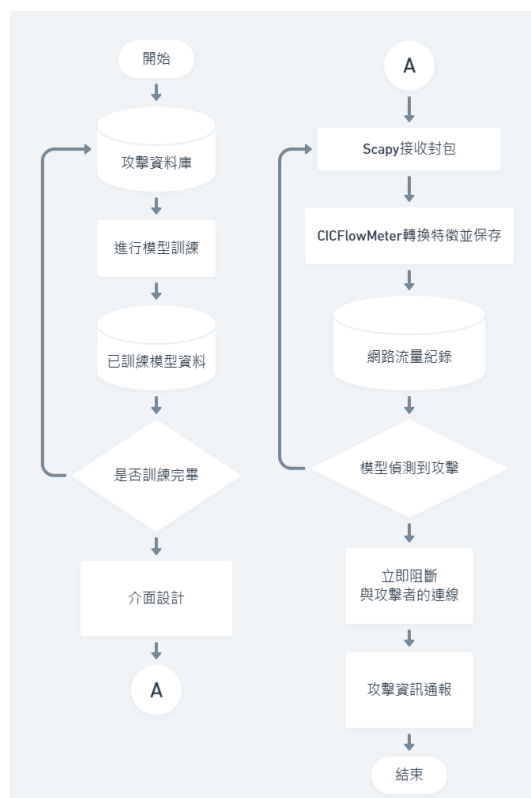 開始
攻擊資料庫
進行模型訓練
已訓練模型資料
是否訓練完畢
介面設計
A
A
Scapy接收封包
CICFlowMeter轉換特徵並保存
網路流量紀錄
模型偵測到攻擊
立即阻斷
與攻擊者的連線
攻擊資訊通報
結束